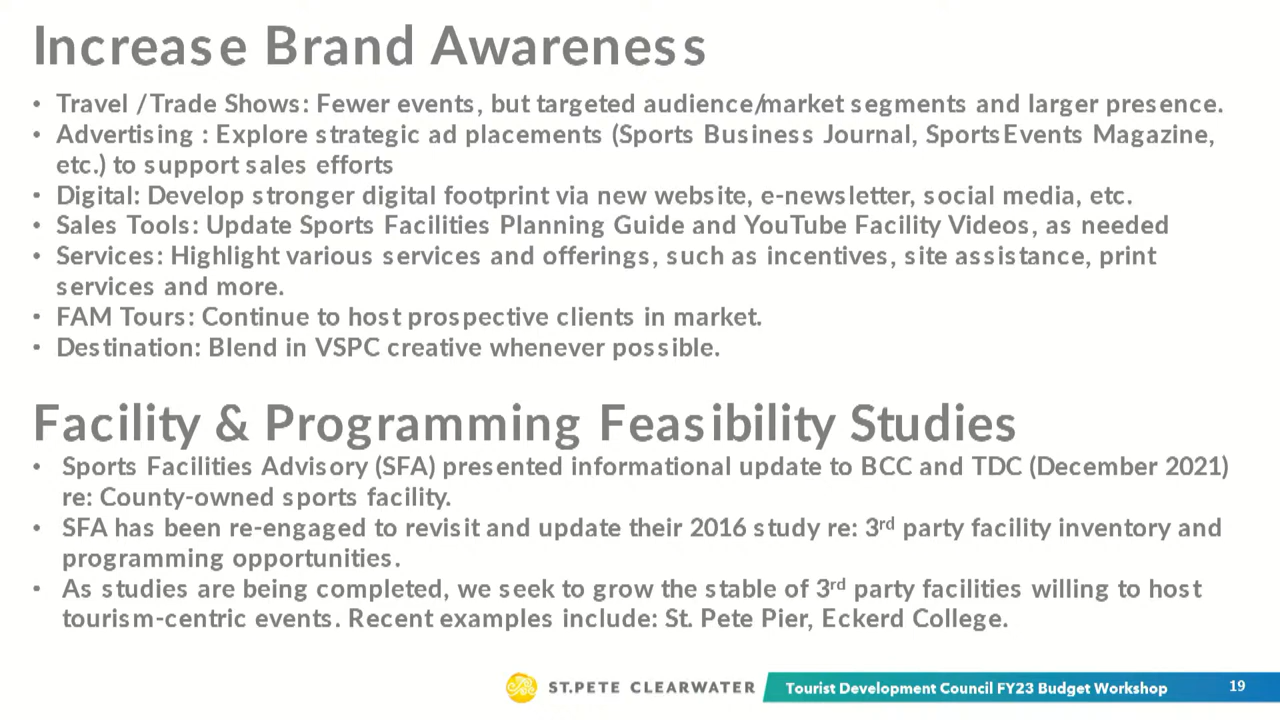 Increase Brand Awareness
• Travel /Trade Shows: Fewer events, but targeted audience/market segments and larger presence.
• Advertising : Explore strategic ad placements (Sports Business Journal, SportsEvents Magazine,
etc.) to support sales efforts
• Digital: Develop stronger digital footprint via new website, e-newsletter, social media, etc.
• Sales Tools: Update Sports Facilities Planning Guide and YouTube Facility Videos, as needed
• Services: Highlight various services and offerings, such as incentives, site assistance, print
services and more.
• FAM Tours: Continue to host prospective clients in market.
• Destination: Blend in VSPC creative whenever possible.
Facility & Programming Feasibility Studies
• Sports Facilities Advisory (SFA) presented informational update to BCC and TDC (December 2021)
re: County-owned sports facility.
• SFA has been re-engaged to revisit and update their 2016 study re: 3rd party facility inventory and
programming opportunities.
• As studies are being completed, we seek to grow the stable of 3rd party facilities willing to host
tourism-centric events. Recent examples include: St. Pete Pier, Eckerd College.
ST.PETE CLEARWATER
Tourist Development Council FY23 Budget Workshop
19